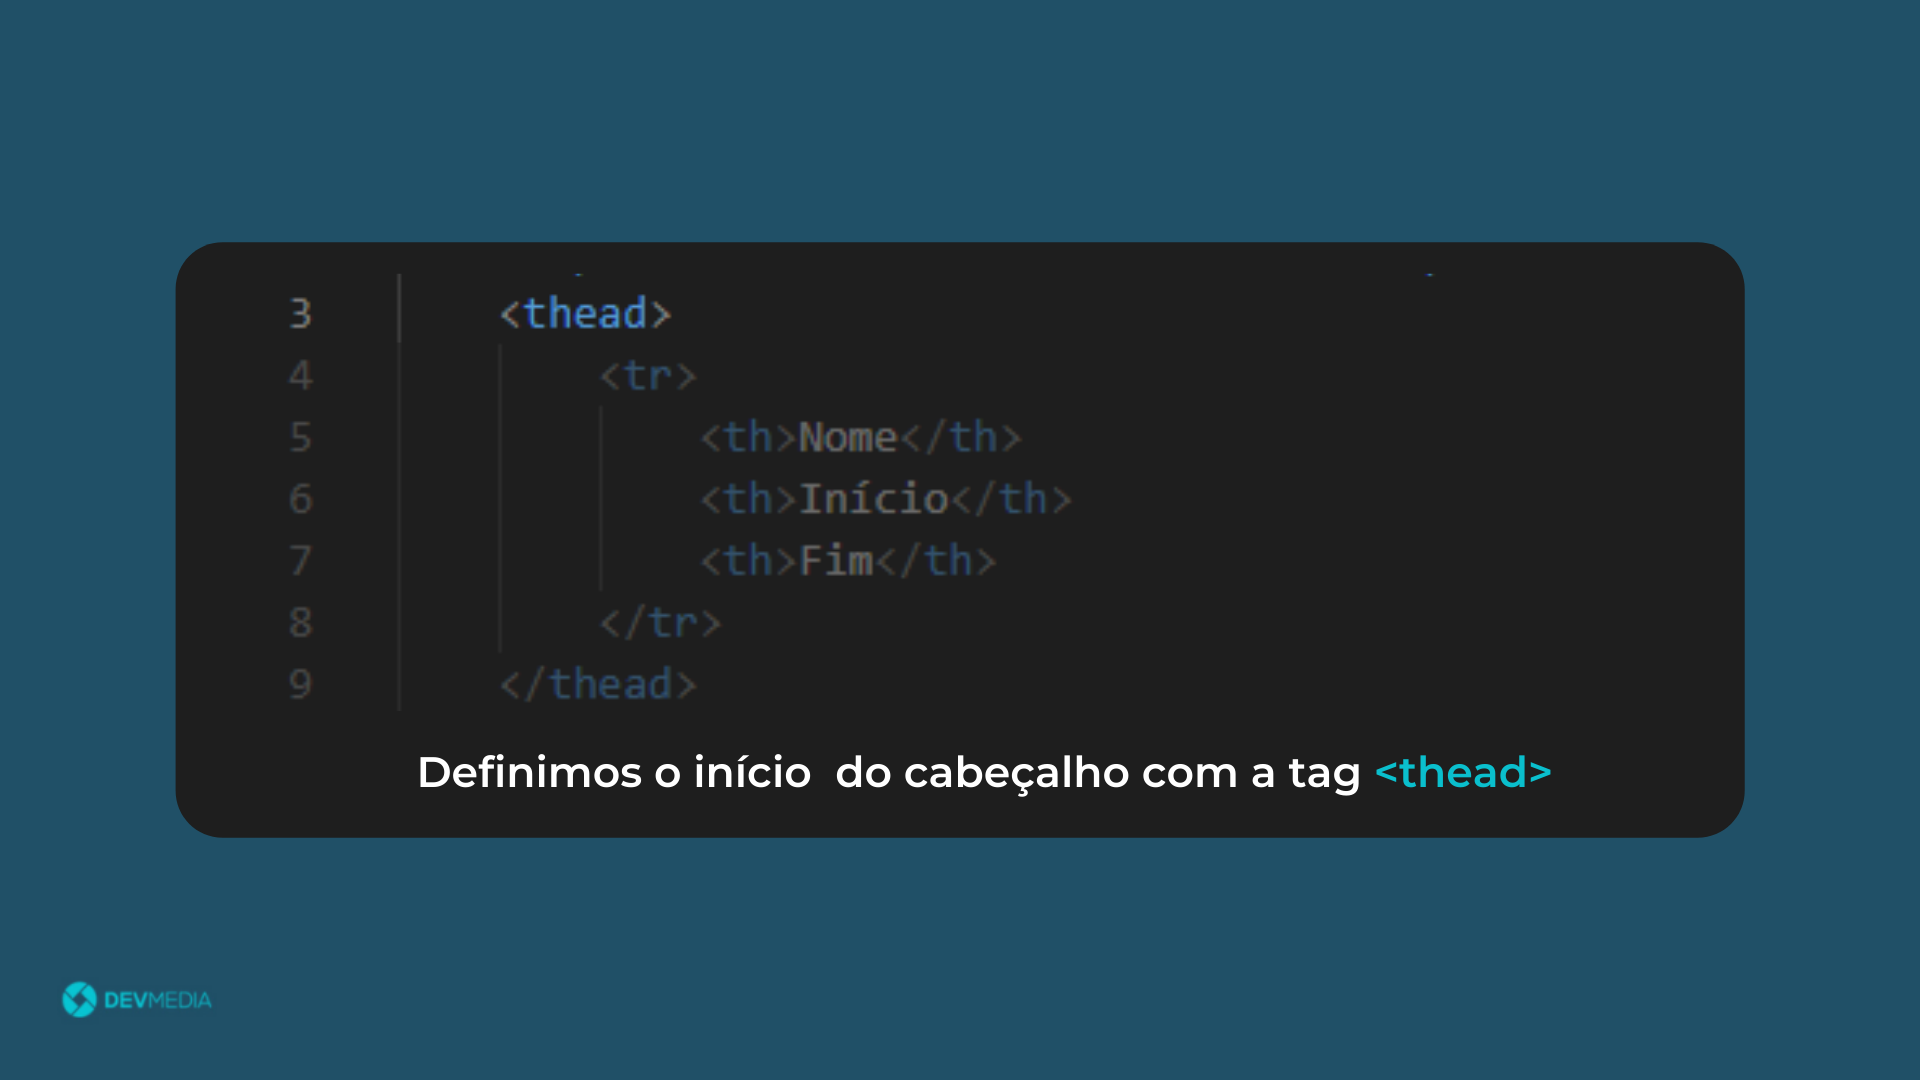 3 <thead>
4 <tr>
5 <th>Nome</th>
6 <th>Início</th>
7 <th>Fim</th>
8 </tr>
9 </thead>
Definimos o início  do cabeçalho com a tag <thead>
DEVMEDIA